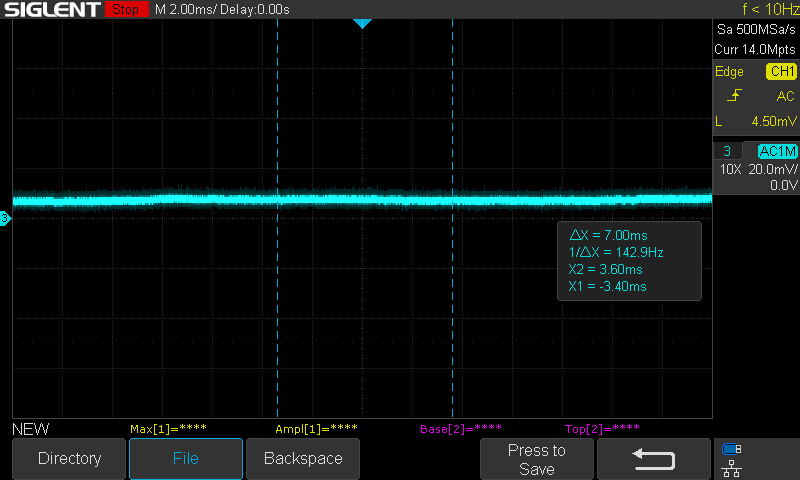 SIGLENT Stop M 2.00ms/ Delay:0.00s f < 10Hz
Sa 500MSa/s
Curr 14.0Mpts
Edge CH1
AC
L 4.50mV
3 AC1M
10X 20.0mV/
0.0V
3
△X = 7.00ms
1/△X = 142.9Hz
X2 = 3.60ms
X1 = -3.40ms
NEW Max[1]=**** Ampl[1]=**** Base[2]=**** Top[2]=****
Directory File Backspace Press to
Save